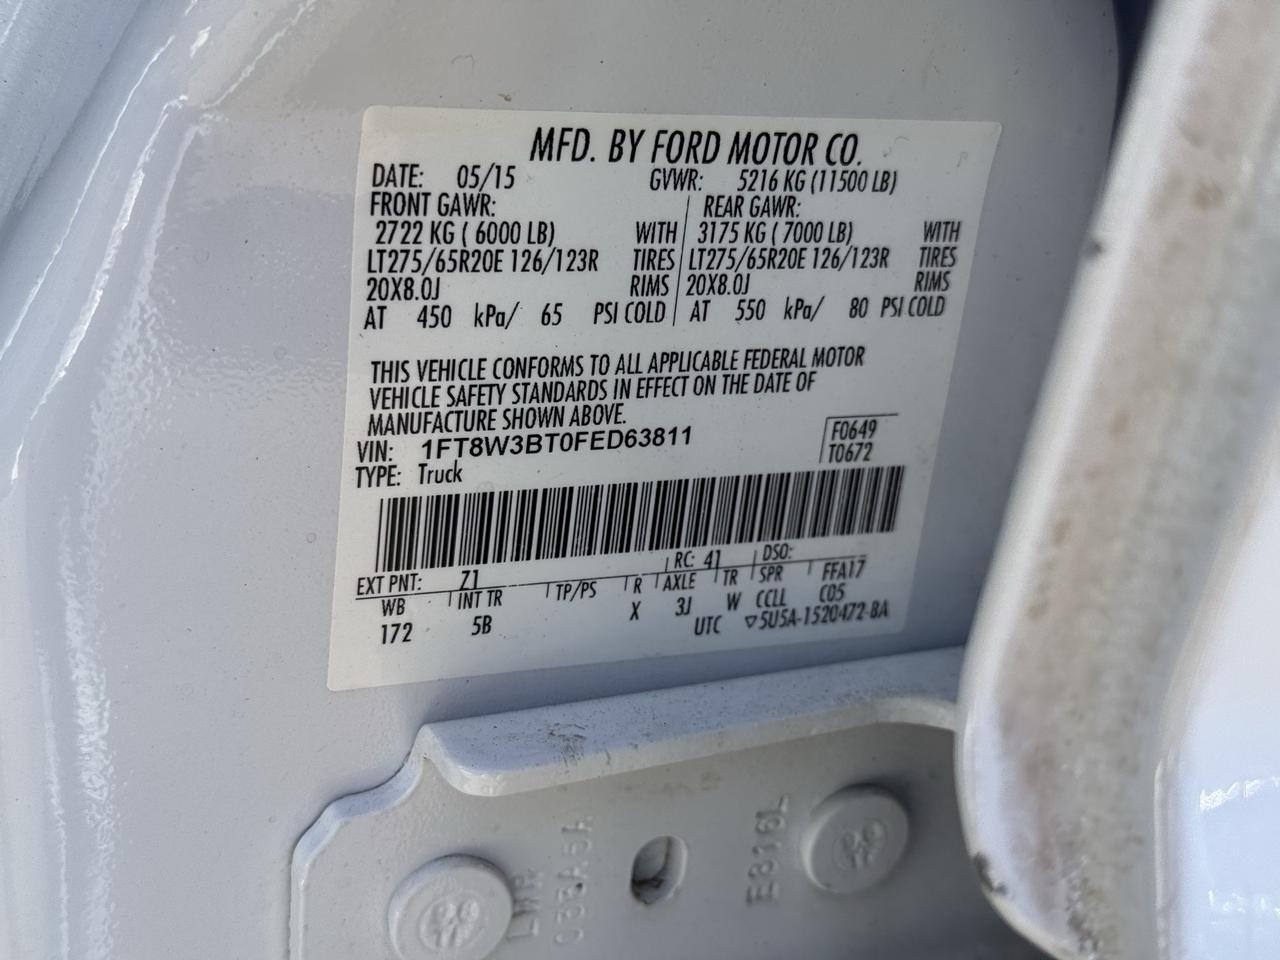 MFD. BY FORD MOTOR CO.
DATE: 05/15 GVWR: 5216 KG (11500 LB)
FRONT GAWR: REAR GAWR:
2722 KG ( 6000 LB) WITH 3175 KG ( 7000 LB) WITH
LT275/65R20E 126/123R TIRES LT275/65R20E 126/123R TIRES
20X8.0J RIMS 20X8.0J RIMS
AT 450 kPa/ 65 PSI COLD AT 550 kPa/ 80 PSI COLD
THIS VEHICLE CONFORMS TO ALL APPLICABLE FEDERAL MOTOR
VEHICLE SAFETY STANDARDS IN EFFECT ON THE DATE OF
MANUFACTURE SHOWN ABOVE.
VIN: 1FT8W3BT0FED63811 F0649
TYPE: Truck T0672
EXT PNT: Z1 RC: 41 DSO:
WB INT TR TP/PS R AXLE TR SPR FFA17
172 5B X 3J W CCLL C05
UTC ▽5U5A-1520472-BA